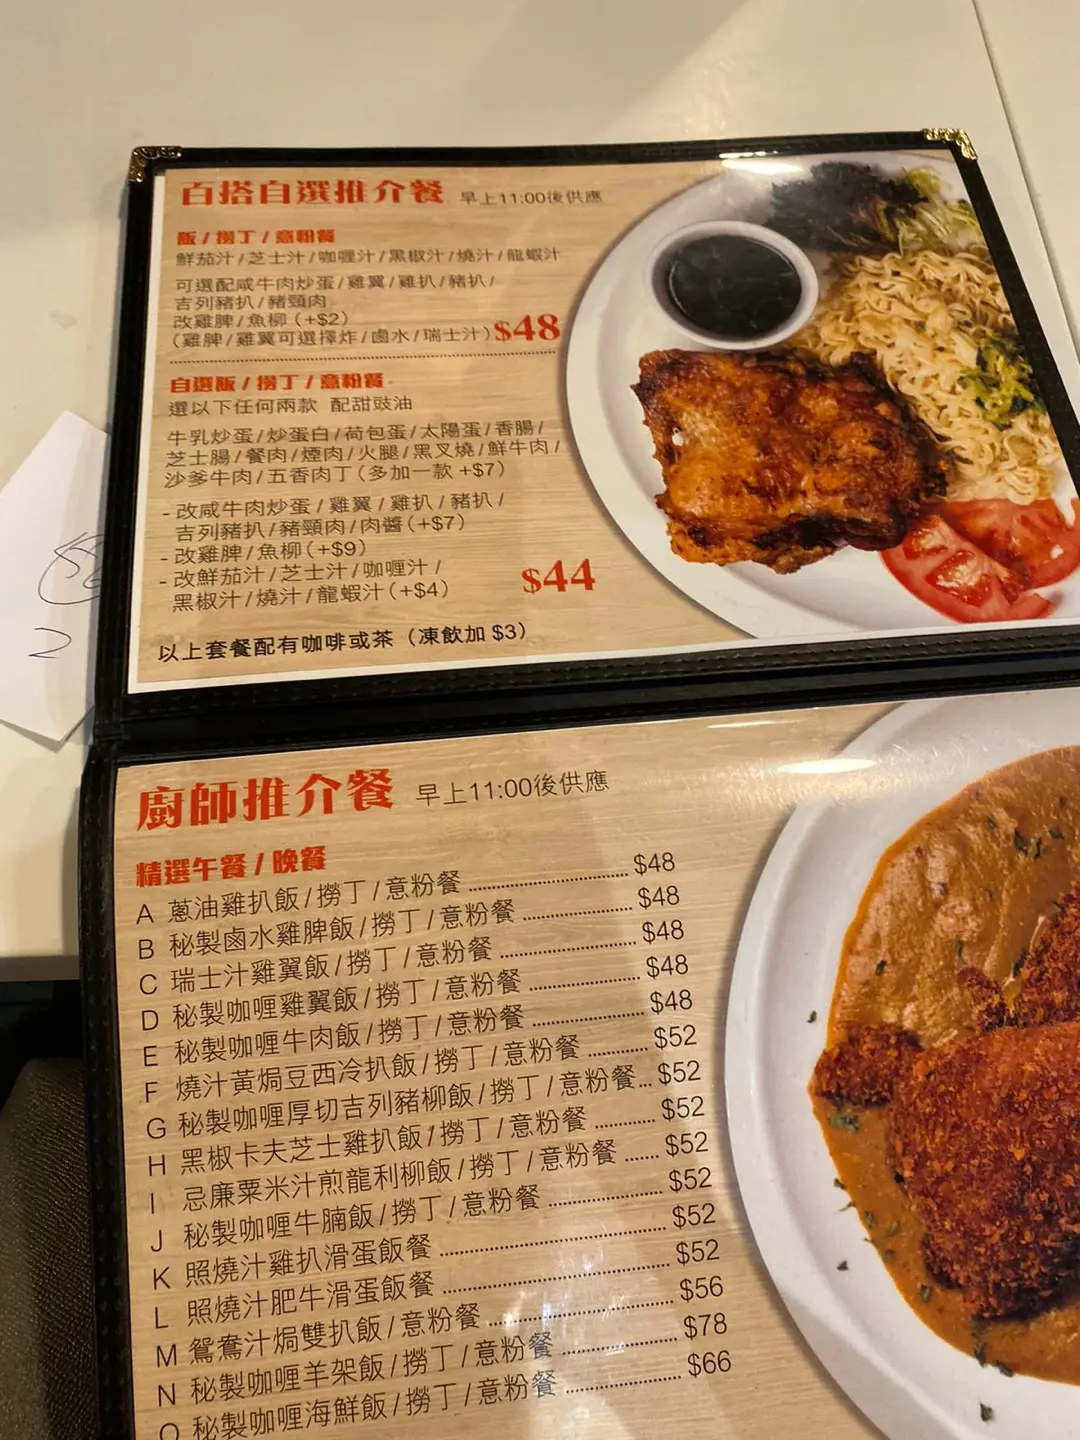 百搭自選推介餐 早上11:00後供應
飯/撈丁/意粉餐
鮮茄汁/芝士汁/咖喱汁/黑椒汁/燒汁/龍蝦汁
可選配咸牛肉炒蛋/雞翼/雞扒/豬扒/
吉列豬扒/豬頸肉
改雞脾/魚柳(+$2)
(雞脾/雞翼可選擇炸/鹵水/瑞士汁) $48
自選飯/撈丁/意粉餐
選以下任何兩款 配甜豉油
牛乳炒蛋/炒蛋白/荷包蛋/太陽蛋/香腸/
芝士腸/餐肉/煙肉/火腿/黑叉燒/鮮牛肉/
沙爹牛肉/五香肉丁(多加一款+$7)
- 改咸牛肉炒蛋/雞翼/雞扒/豬扒/
吉列豬扒/豬頸肉/肉醬(+$7)
- 改雞脾/魚柳(+$9)
- 改鮮茄汁/芝士汁/咖喱汁/
黑椒汁/燒汁/龍蝦汁(+$4) $44
以上套餐配有咖啡或茶(凍飲加 $3)
2
廚師推介餐 早上11:00後供應
精選午餐/晚餐
A 蔥油雞扒飯/撈丁/意粉餐 $48
B 秘製鹵水雞脾飯/撈丁/意粉餐 $48
C 瑞士汁雞翼飯/撈丁/意粉餐 $48
D 秘製咖喱雞翼飯/撈丁/意粉餐 $48
E 秘製咖喱牛肉飯/撈丁/意粉餐 $48
F 燒汁黃焗豆西冷扒飯/撈丁/意粉餐 $52
G 秘製咖喱厚切吉列豬柳飯/撈丁/意粉餐 $52
H 黑椒卡夫芝士雞扒飯/撈丁/意粉餐 $52
I 忌廉粟米汁煎龍利柳飯/撈丁/意粉餐 $52
J 秘製咖喱牛腩飯/撈丁/意粉餐 $52
K 照燒汁雞扒滑蛋飯餐 $52
L 照燒汁肥牛滑蛋飯餐 $52
M 鴛鴦汁焗雙扒飯/意粉餐 $56
N 秘製咖喱羊架飯/撈丁/意粉餐 $78
O 秘製咖喱海鮮飯/撈丁/意粉餐 $66